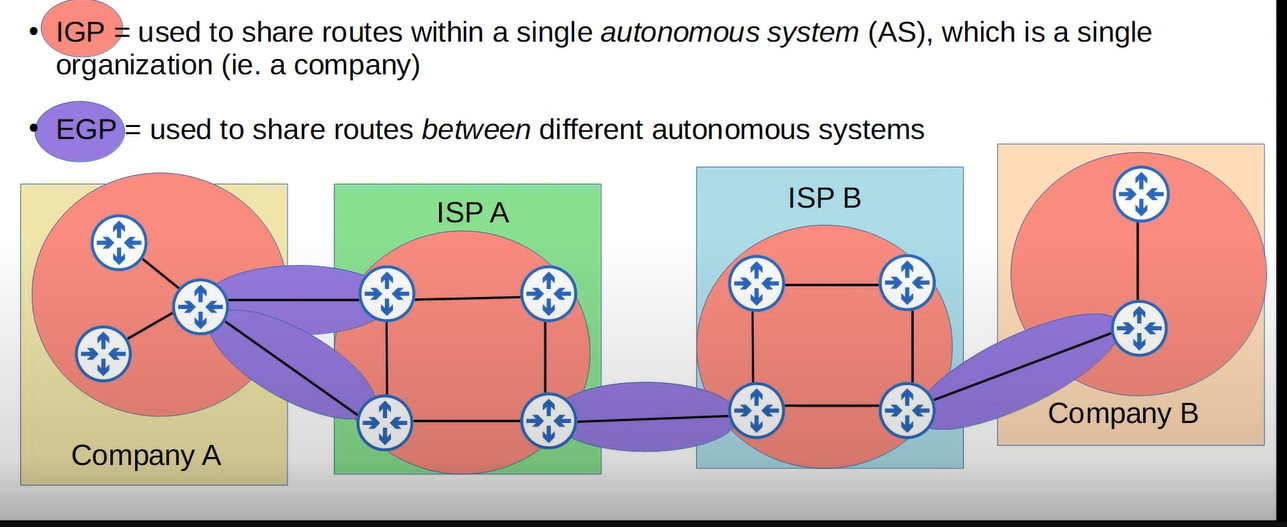 • IGP = used to share routes within a single autonomous system (AS), which is a single
organization (ie. a company)
• EGP = used to share routes between different autonomous systems
ISP A
ISP B
Company A
Company B